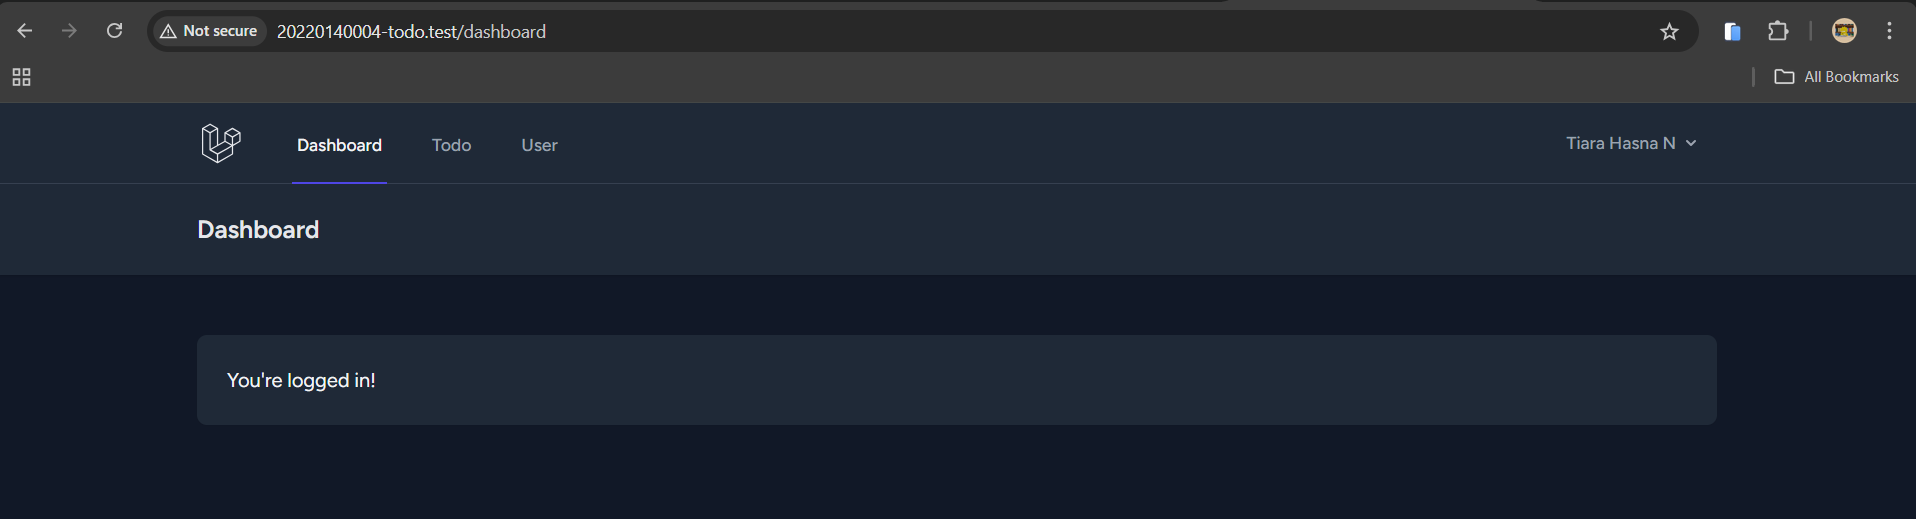 Not secure 20220140004-todo.test/dashboard
All Bookmarks
Dashboard Todo User Tiara Hasna N
Dashboard
You're logged in!